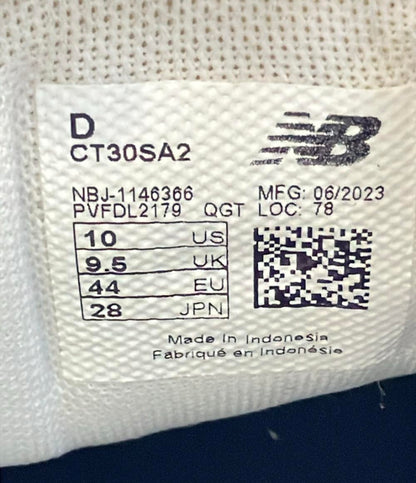 D
CT30SA2
NB
NBJ-1146366 MFG: 06/2023
PVFDL2179 QGT LOC: 78
10 US
9.5 UK
44 EU
28 JPN
Made in Indonesia
Fabriqué en Indonésie